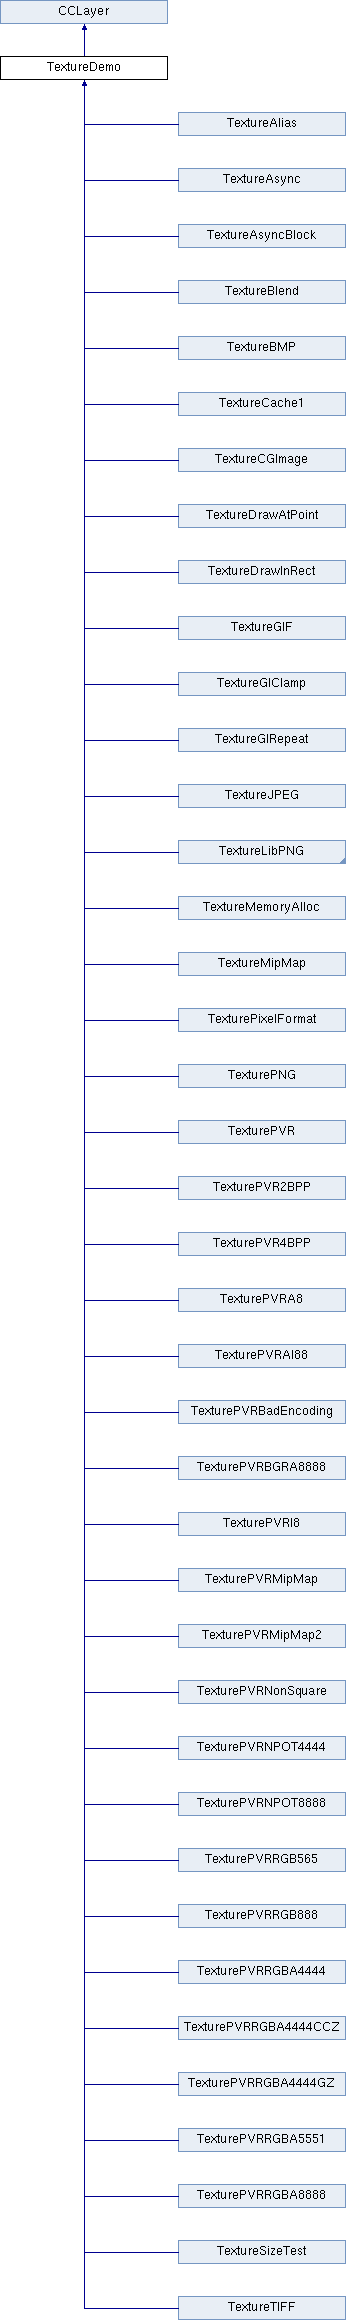 CCLayer
TextureDemo
TextureAlias
TextureAsync
TextureAsyncBlock
TextureBlend
TextureBMP
TextureCache1
TextureCGImage
TextureDrawAtPoint
TextureDrawInRect
TextureGIF
TextureGlClamp
TextureGlRepeat
TextureJPEG
TextureLibPNG
TextureMemoryAlloc
TextureMipMap
TexturePixelFormat
TexturePNG
TexturePVR
TexturePVR2BPP
TexturePVR4BPP
TexturePVRA8
TexturePVRAI88
TexturePVRBadEncoding
TexturePVRBGRA8888
TexturePVRI8
TexturePVRMipMap
TexturePVRMipMap2
TexturePVRNonSquare
TexturePVRNPOT4444
TexturePVRNPOT8888
TexturePVRRGB565
TexturePVRRGB888
TexturePVRRGBA4444
TexturePVRRGBA4444CCZ
TexturePVRRGBA4444GZ
TexturePVRRGBA5551
TexturePVRRGBA8888
TextureSizeTest
TextureTIFF